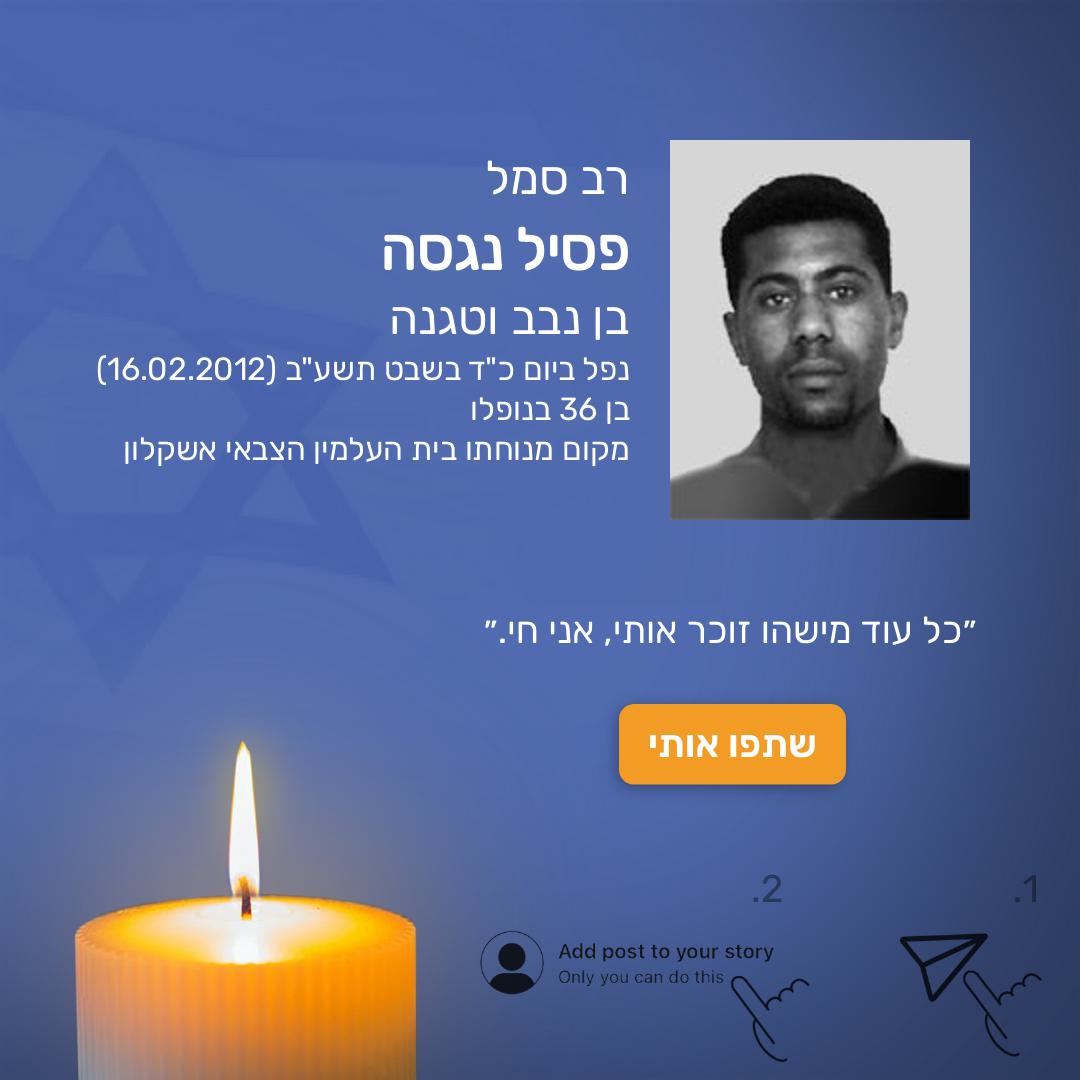 רב סמל
פסיל נגסה
בן נבב וטגנה
נפל ביום כ"ד בשבט תשע"ב (16.02.2012)
בן 36 בנופלו
מקום מנוחתו בית העלמין הצבאי אשקלון
״כל עוד מישהו זוכר אותי, אני חי.״
שתפו אותי
1.
2.
Add post to your story
Only you can do this